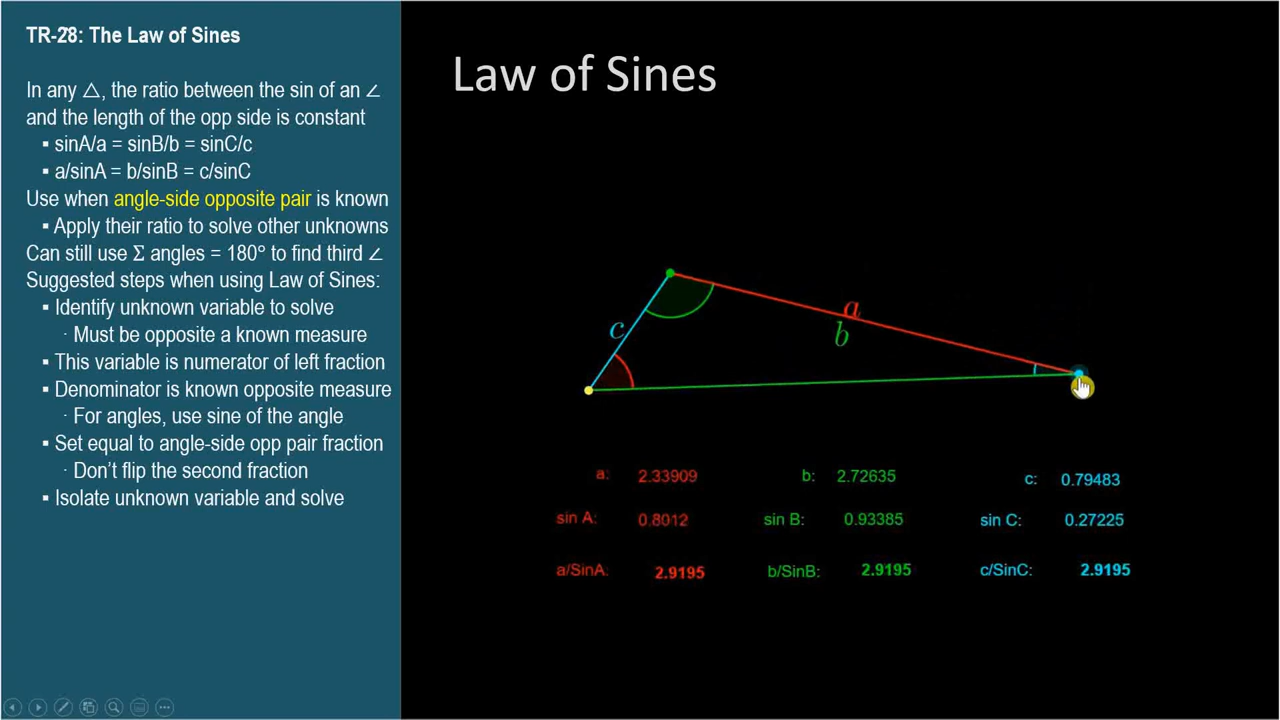 TR-28: The Law of Sines
In any △, the ratio between the sin of an ∠
and the length of the opp side is constant
▪ sinA/a = sinB/b = sinC/c
▪ a/sinA = b/sinB = c/sinC
Use when angle-side opposite pair is known
▪ Apply their ratio to solve other unknowns
Can still use Σ angles = 180° to find third ∠
Suggested steps when using Law of Sines:
▪ Identify unknown variable to solve
· Must be opposite a known measure
▪ This variable is numerator of left fraction
▪ Denominator is known opposite measure
· For angles, use sine of the angle
▪ Set equal to angle-side opp pair fraction
· Don't flip the second fraction
▪ Isolate unknown variable and solve
Law of Sines
a
c
b
a: 2.33909 b: 2.72635 c: 0.79483
sin A: 0.8012 sin B: 0.93385 sin C: 0.27225
a/SinA: 2.9195 b/SinB: 2.9195 c/SinC: 2.9195